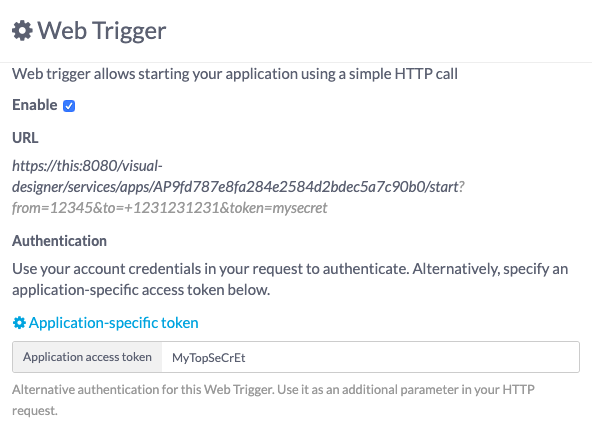 Web Trigger
Web trigger allows starting your application using a simple HTTP call
Enable
URL
https://this:8080/visual-
designer/services/apps/AP9fd787e8fa284e2584d2bdec5a7c90b0/start?
from=12345&to=+1231231231&token=mysecret
Authentication
Use your account credentials in your request to authenticate. Alternatively, specify an
application-specific access token below.
Application-specific token
Application access token MyTopSeCrEt
Alternative authentication for this Web Trigger. Use it as an additional parameter in your HTTP
request.